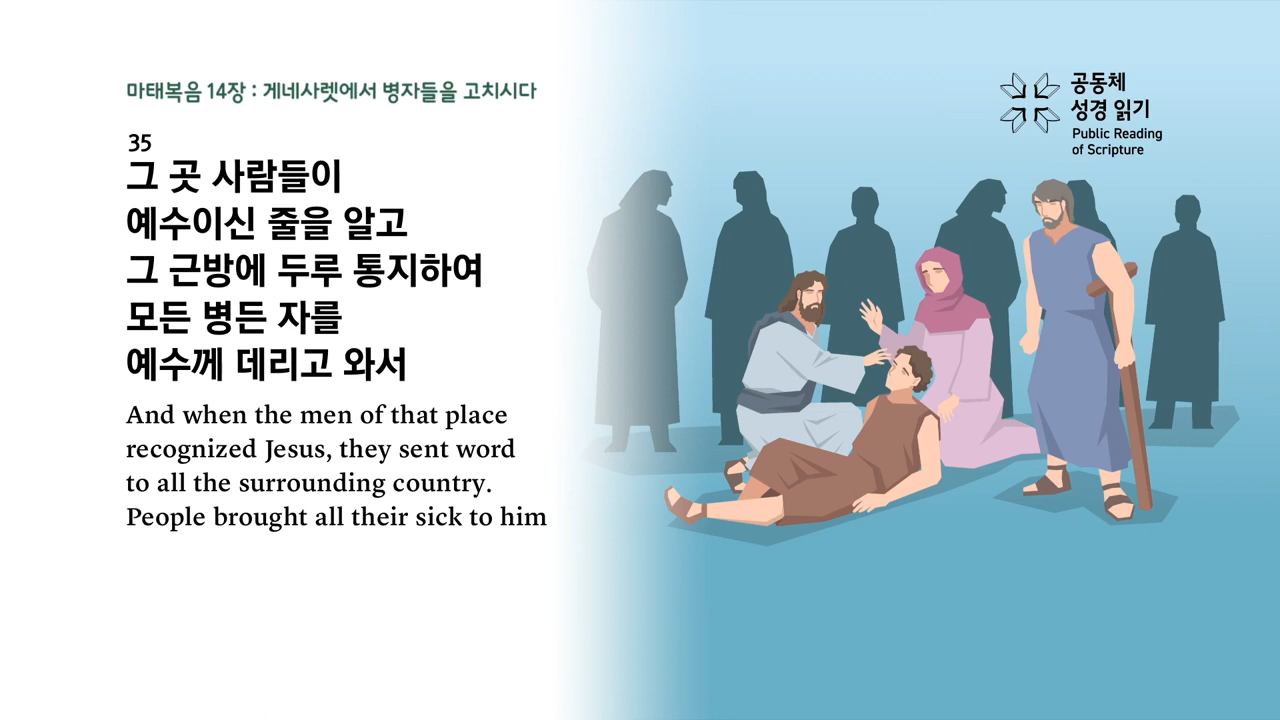 마태복음 14장 : 게네사렛에서 병자들을 고치시다
35
그 곳 사람들이
예수이신 줄을 알고
그 근방에 두루 통지하여
모든 병든 자를
예수께 데리고 와서
And when the men of that place
recognized Jesus, they sent word
to all the surrounding country.
People brought all their sick to him
공동체
성경 읽기
Public Reading
of Scripture